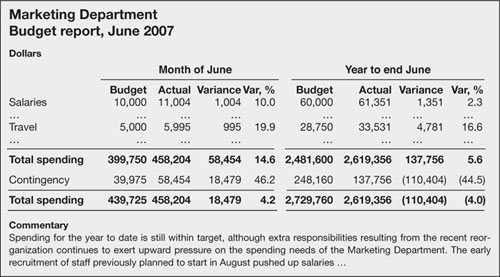 Marketing Department
Budget report, June 2007
Dollars
Month of June Year to end June
Budget Actual Variance Var, % Budget Actual Variance Var, %
Salaries 10,000 11,004 1,004 10.0 60,000 61,351 1,351 2.3
… … … … … … …
Travel 5,000 5,995 995 19.9 28,750 33,531 4,781 16.6
… … … … … … …
Total spending 399,750 458,204 58,454 14.6 2,481,600 2,619,356 137,756 5.6
Contingency 39,975 58,454 18,479 46.2 248,160 137,756 (110,404) (44.5)
Total spending 439,725 458,204 18,479 4.2 2,729,760 2,619,356 (110,404) (4.0)
Commentary
Spending for the year to date is still within target, although extra responsibilities resulting from the recent reor-
ganization continues to exert upward pressure on the spending needs of the Marketing Department. The early
recruitment of staff previously planned to start in August pushed up salaries …